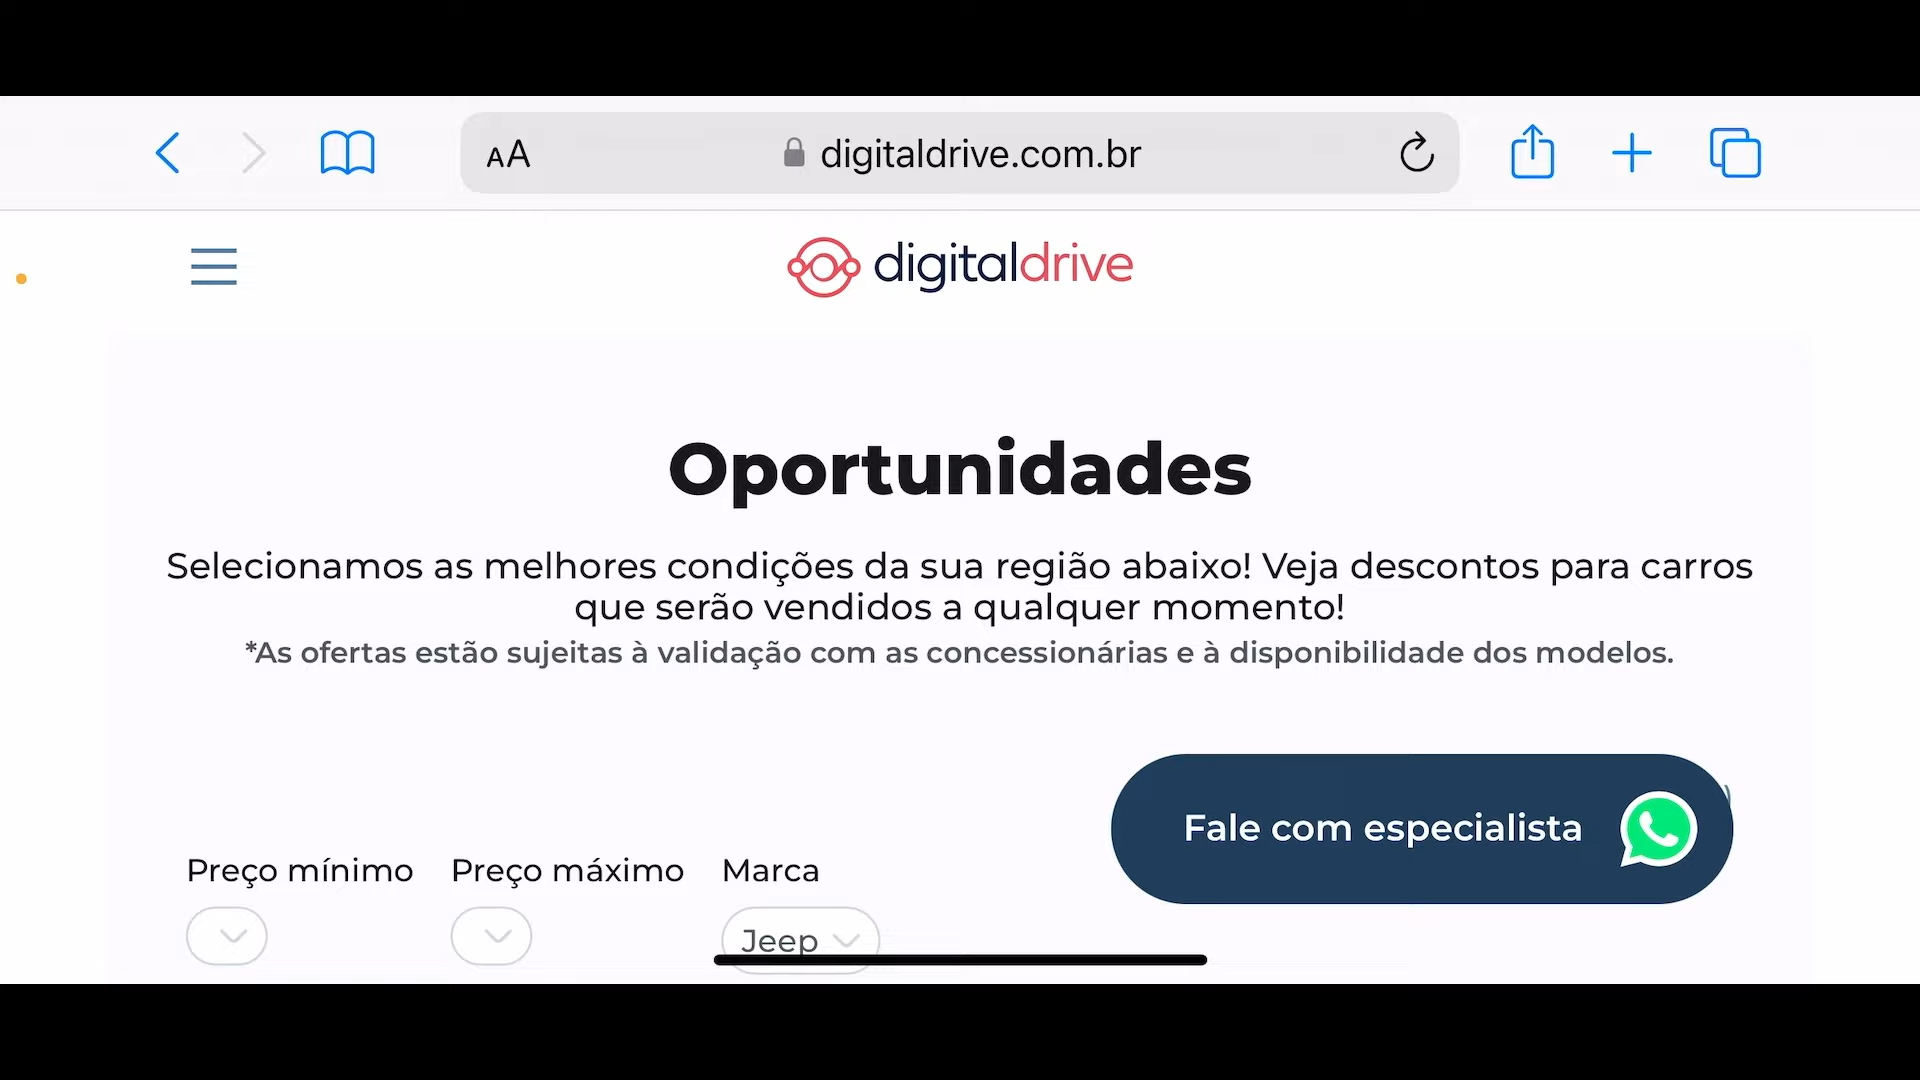 AA
digitaldrive.com.br
digitaldrive
Oportunidades
Selecionamos as melhores condições da sua região abaixo! Veja descontos para carros
que serão vendidos a qualquer momento!
*As ofertas estão sujeitas à validação com as concessionárias e à disponibilidade dos modelos.
Fale com especialista
Preço mínimo Preço máximo Marca
Jeep